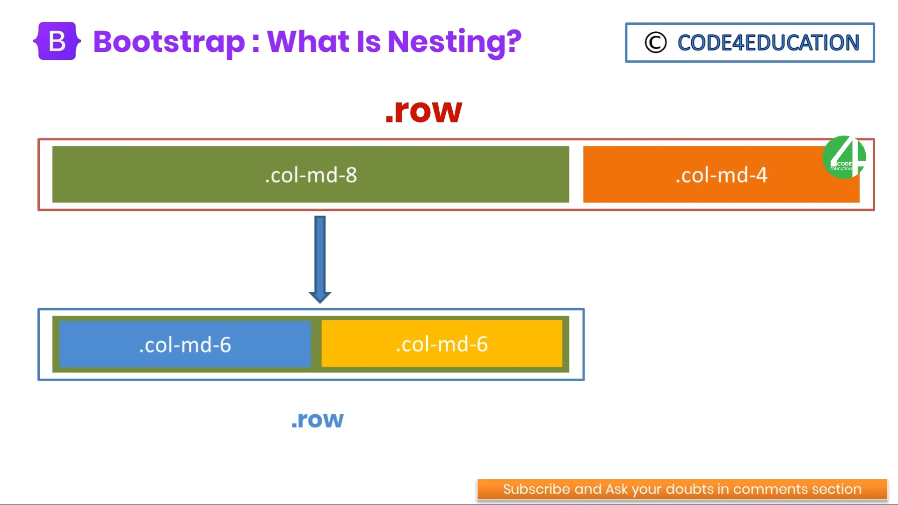 B Bootstrap : What Is Nesting?
© CODE4EDUCATION
.row
.col-md-8
.col-md-4
4
CODE
EDUCATION
.col-md-6
.col-md-6
.row
Subscribe and Ask your doubts in comments section